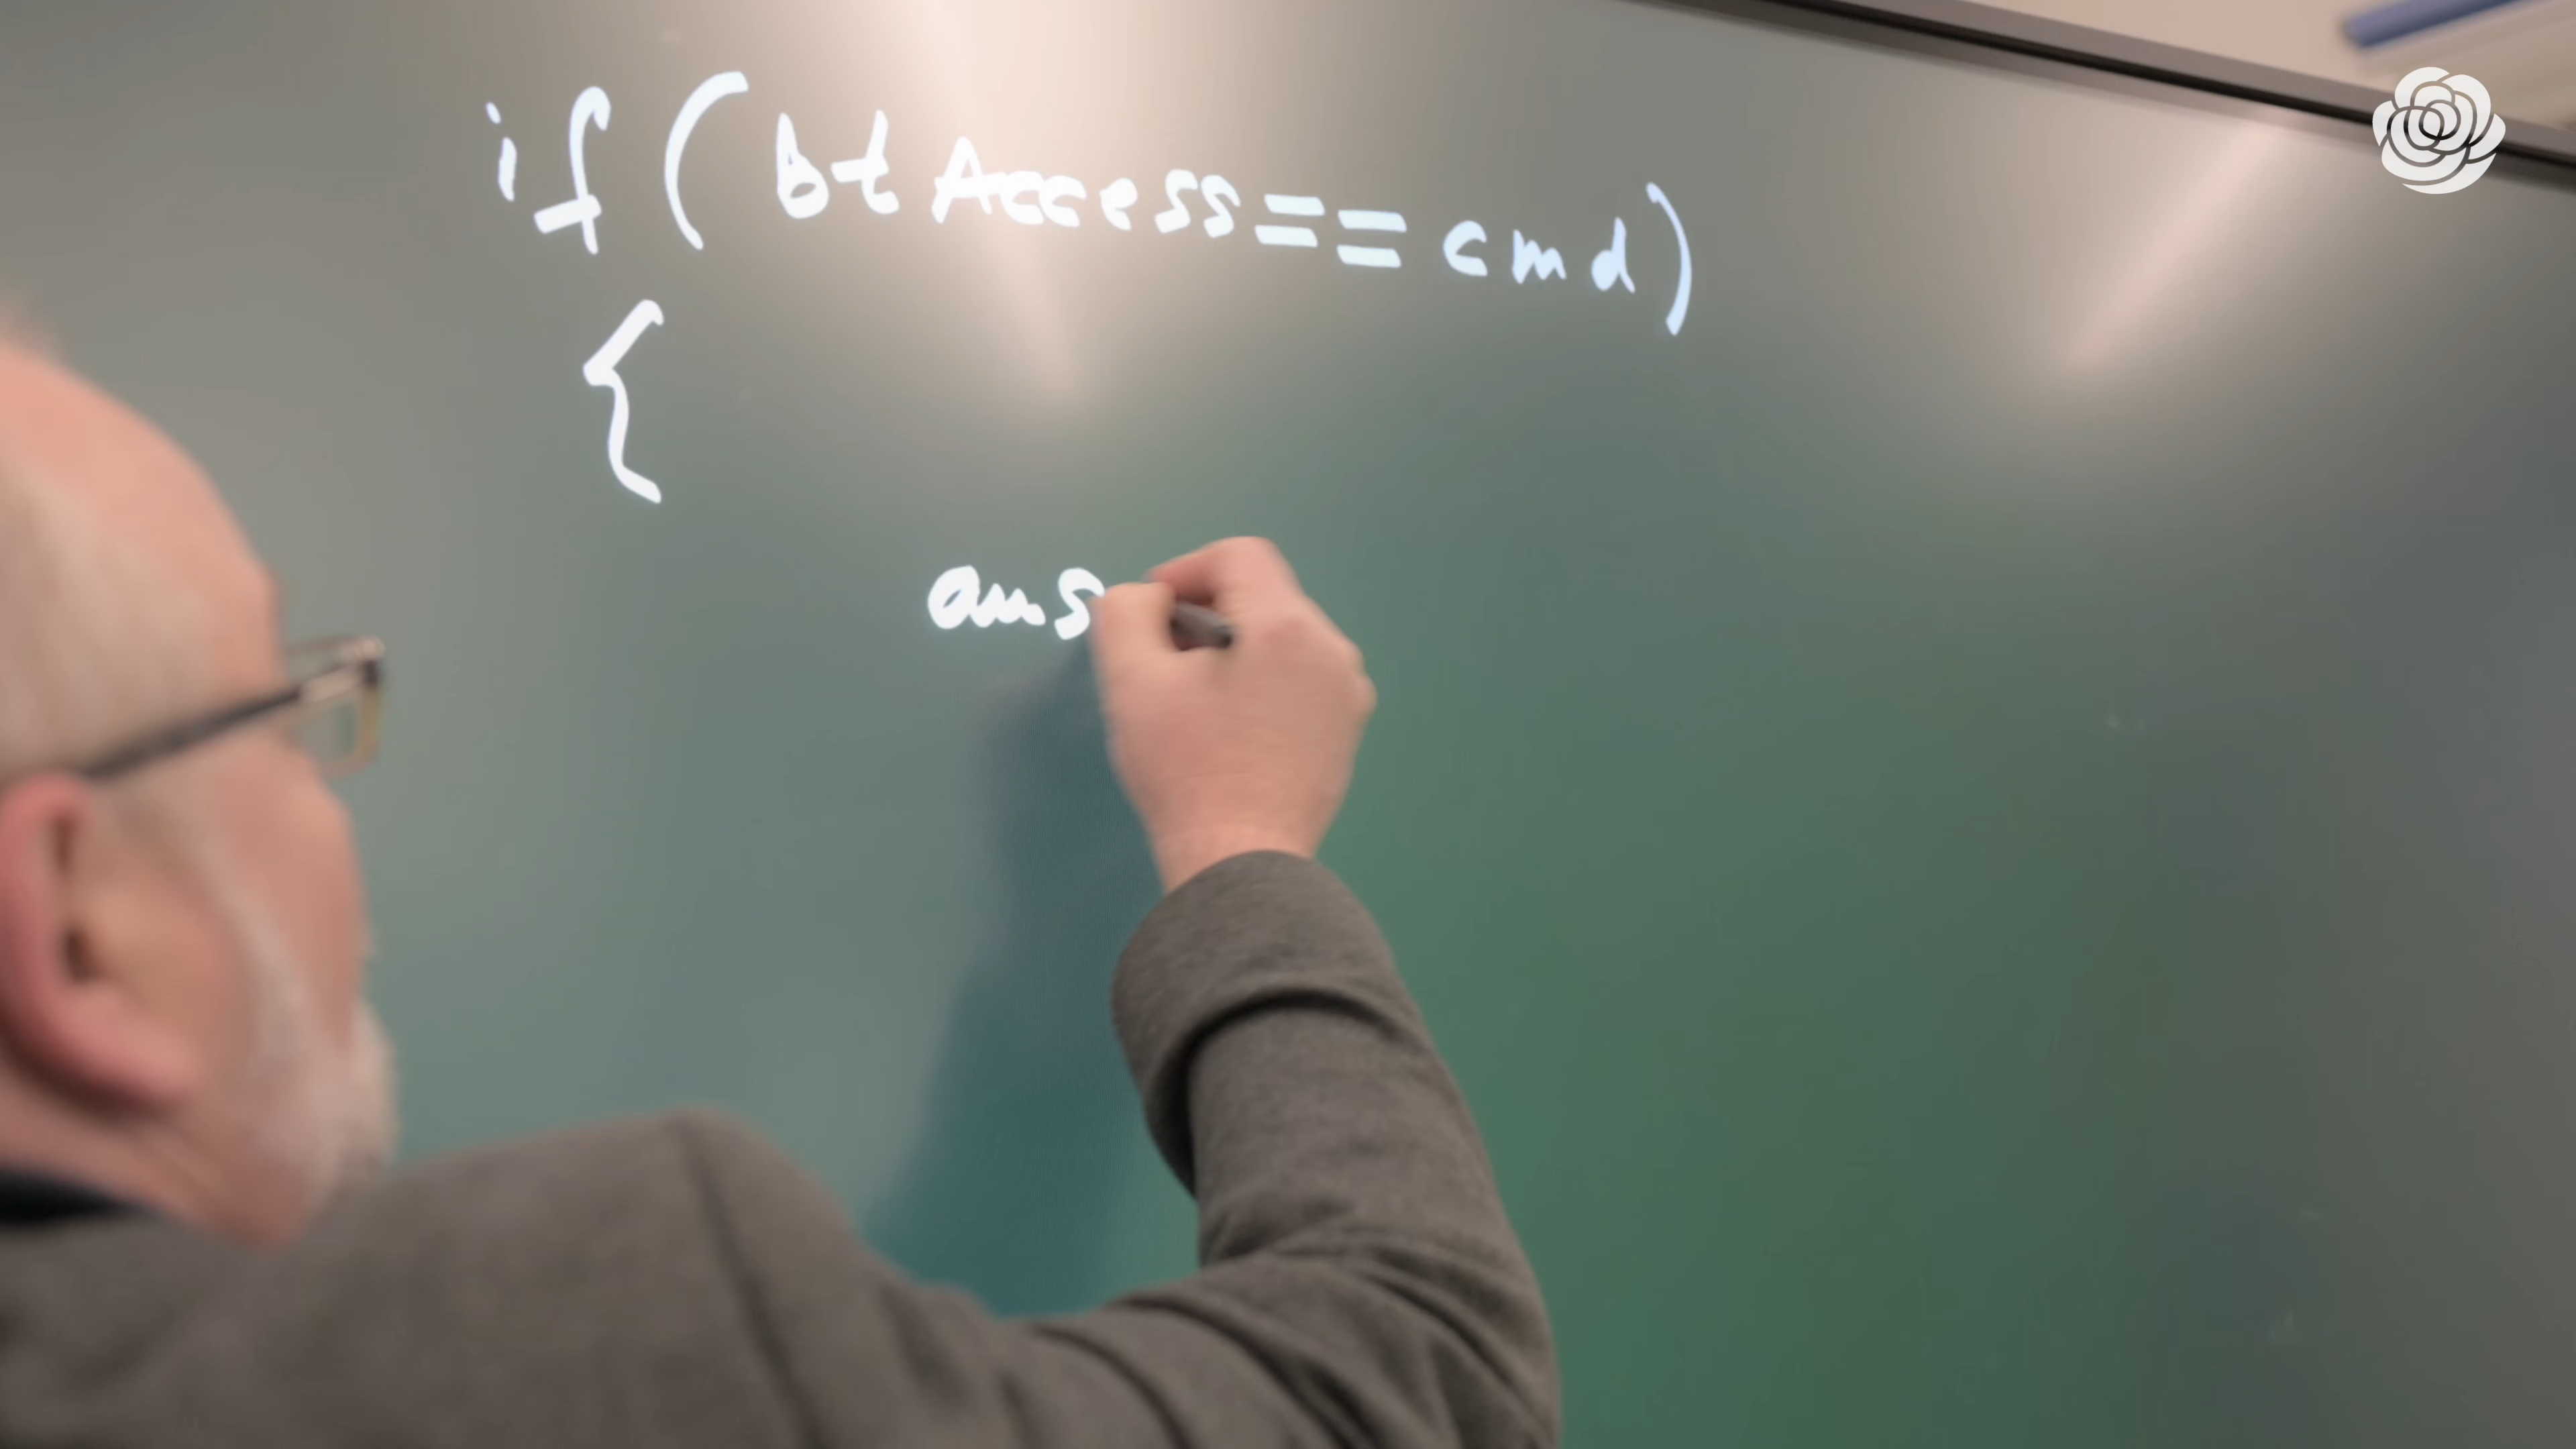 if (btAccess== cmd)
{
ans